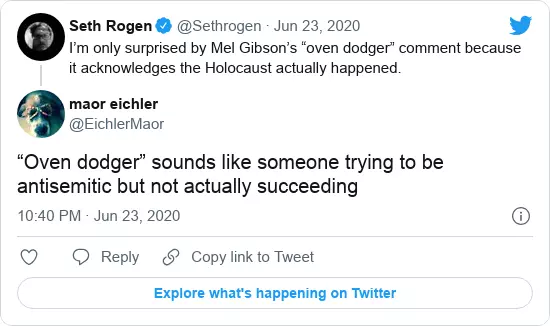 Seth Rogen @Sethrogen · Jun 23, 2020
I’m only surprised by Mel Gibson’s “oven dodger” comment because
it acknowledges the Holocaust actually happened.
maor eichler
@EichlerMaor
“Oven dodger” sounds like someone trying to be
antisemitic but not actually succeeding
10:40 PM · Jun 23, 2020
Reply
Copy link to Tweet
Explore what's happening on Twitter